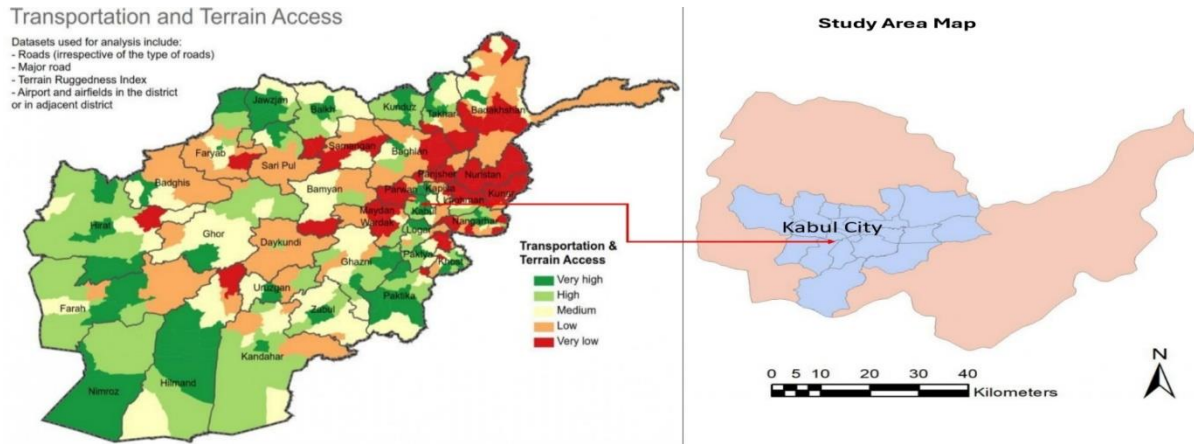 Transportation and Terrain Access
Datasets used for analysis include:
- Roads (irrespective of the type of roads)
- Major road
- Terrain Ruggedness Index
- Airport and airfields in the district
or in adjacent district
Jawzjan
Balkh
Kunduz
Takhar
Badakhshan
Faryab
Sari Pul
Samangan
Baghlan
Badghis
Bamyan
Panjsher
Nuristan
Parwan
Kapisa
Kunar
Laghman
Hirat
Ghor
Maydan
Wardak
Kabul
Nangarhar
Logar
Daykundi
Ghazni
Paktya
Khost
Farah
Uruzgan
Zabul
Paktika
Kandahar
Nimroz
Hilmand
Transportation &
Terrain Access
Very high
High
Medium
Low
Very low
Study Area Map
Kabul City
N
0 5 10 20 30 40
Kilometers